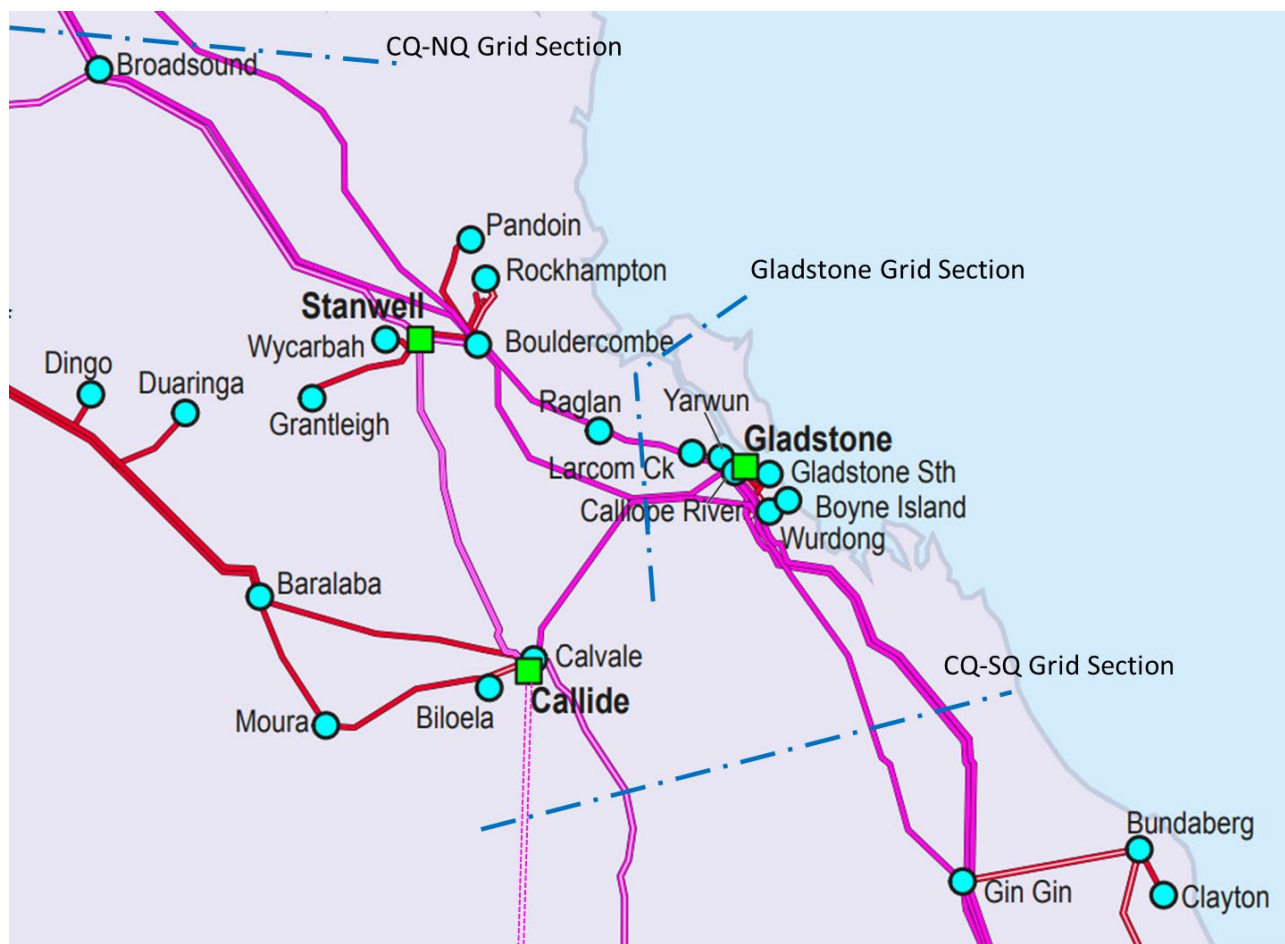 CQ-NQ Grid Section
Broadsound
Pandoin
Rockhampton
Gladstone Grid Section
Stanwell
Wycarbah
Bouldercombe
Dingo
Duaringa
Grantleigh
Raglan
Yarwun
Gladstone
Larcom Ck
Gladstone Sth
Calliope River
Boyne Island
Wurdong
Baralaba
Calvale
CQ-SQ Grid Section
Callide
Moura
Biloela
Bundaberg
Gin Gin
Clayton